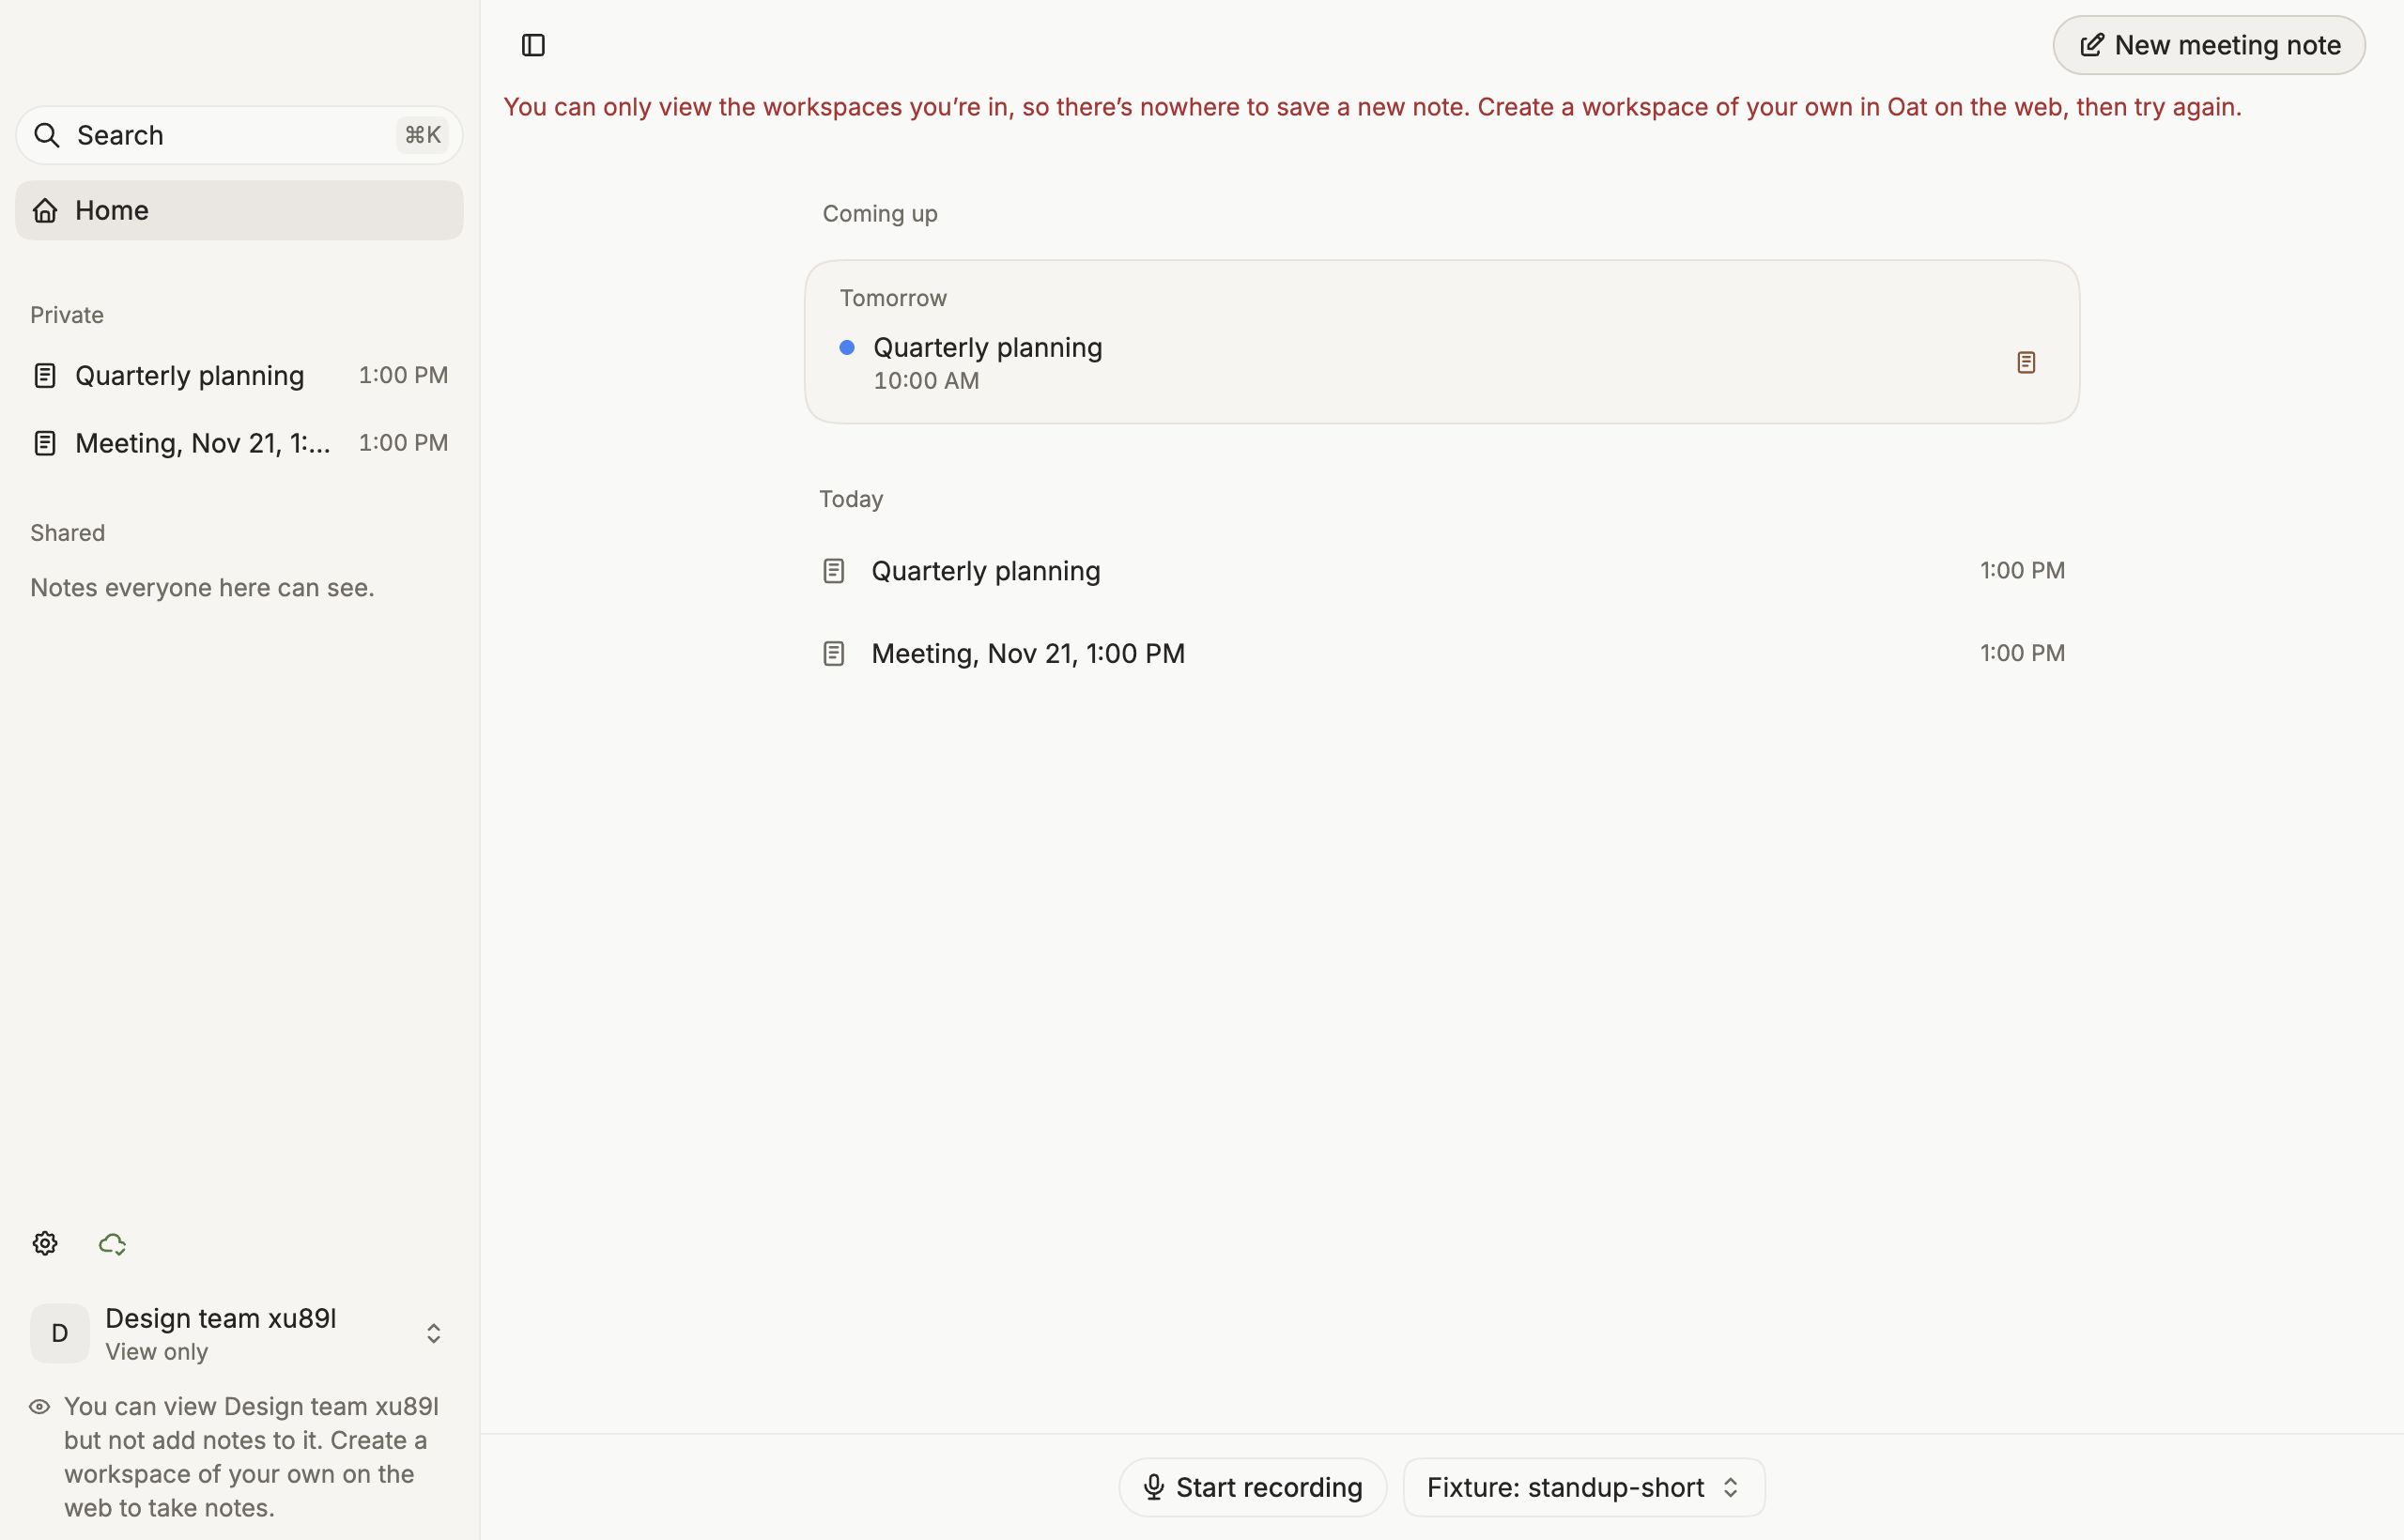 Search ⌘K
Home
Private
Quarterly planning 1:00 PM
Meeting, Nov 21, 1:... 1:00 PM
Shared
Notes everyone here can see.
D
Design team xu89l
View only
You can view Design team xu89l
but not add notes to it. Create a
workspace of your own on the
web to take notes.
New meeting note
You can only view the workspaces you’re in, so there’s nowhere to save a new note. Create a workspace of your own in Oat on the web, then try again.
Coming up
Tomorrow
Quarterly planning
10:00 AM
Today
Quarterly planning 1:00 PM
Meeting, Nov 21, 1:00 PM 1:00 PM
Start recording
Fixture: standup-short